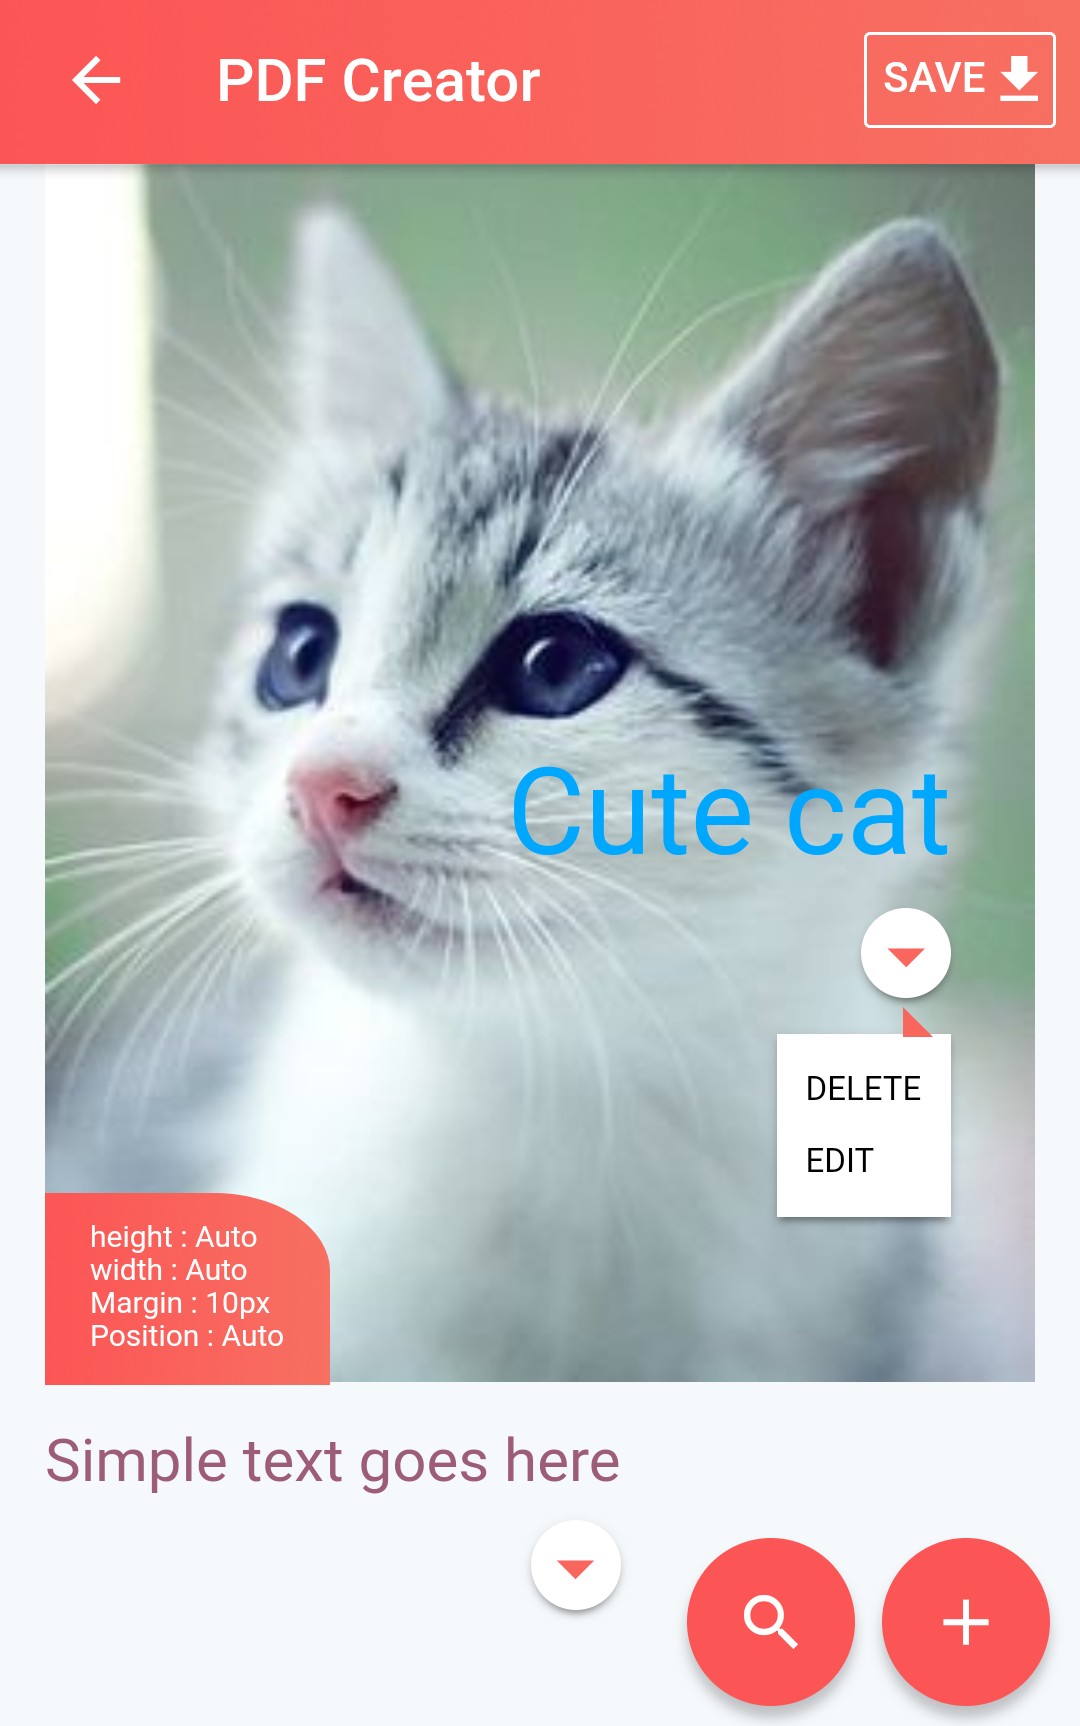 PDF Creator
SAVE
Cute cat
DELETE
EDIT
height : Auto
width : Auto
Margin : 10px
Position : Auto
Simple text goes here